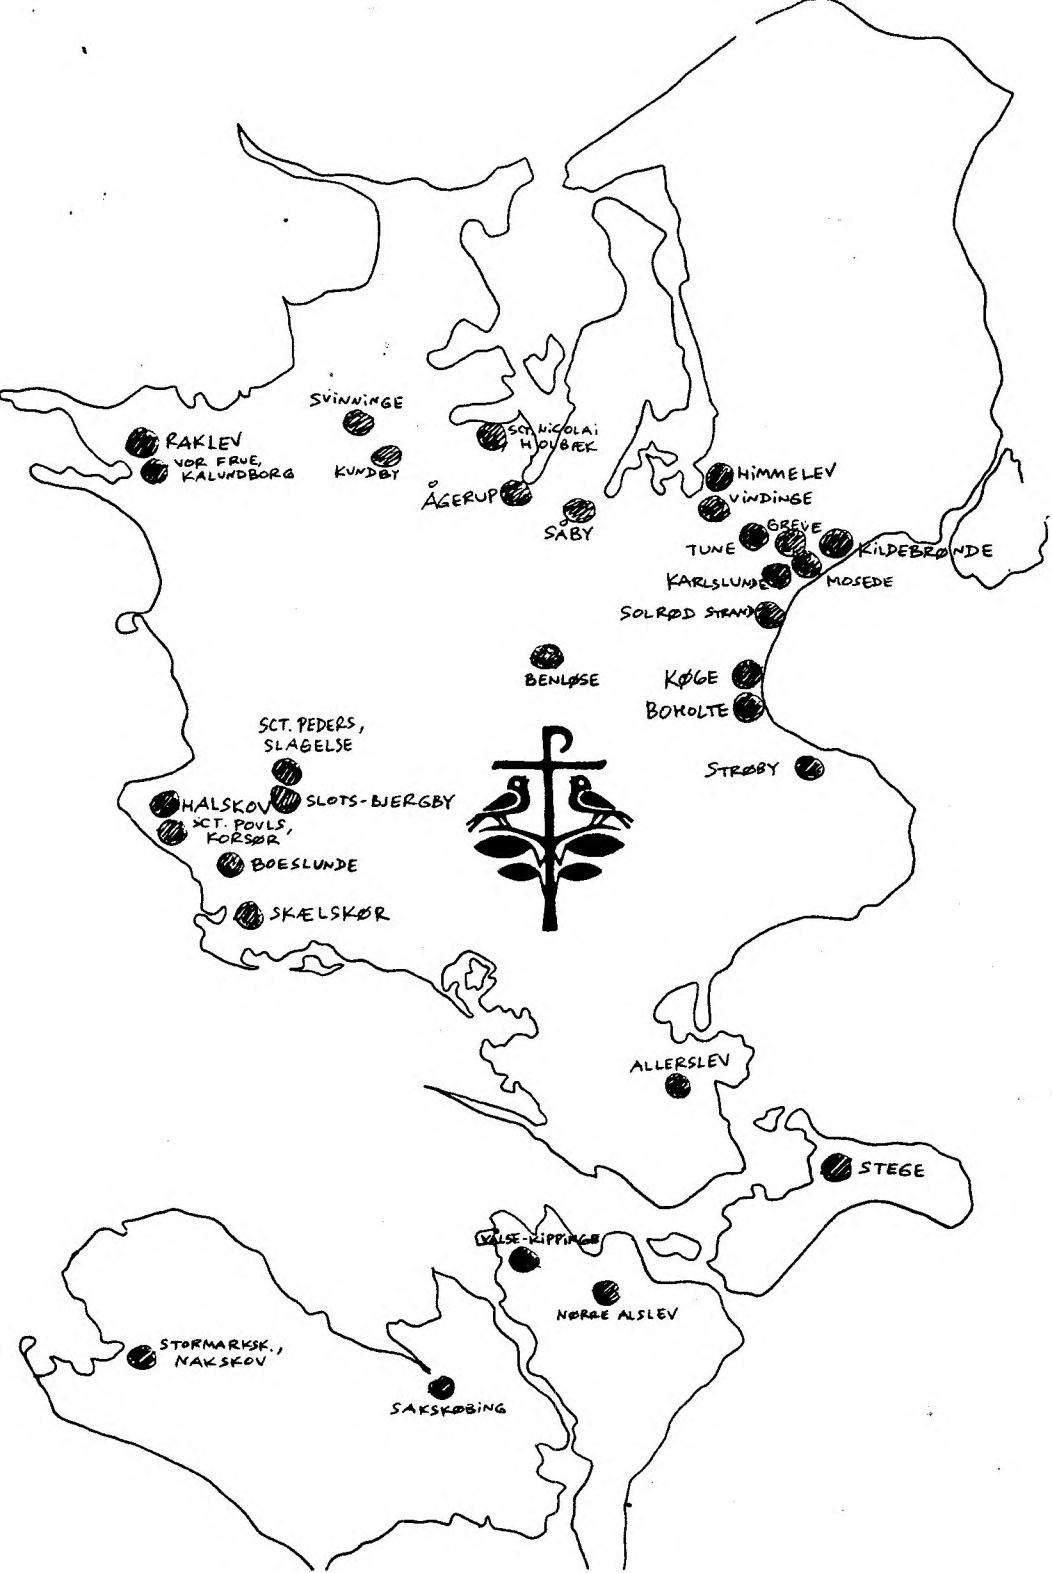 SVINNINGE
RAKLEV
VOR FRUE,
KALUNDBORG
KUNDBY
SCT. NICOLAI
HOLBÆK
ÅGERUP
SÅBY
HIMMELEV
VINDINGE
GREVE
TUNE
KILDEBRØNDE
KARLSLUNDE
MOSEDE
SOLRØD STRAND
BENLØSE
KØGE
BOHOLTE
STRØBY
SCT. PEDERS,
SLAGELSE
HALSKOV
SLOTS-BJERGBY
SCT. POVLS,
KORSØR
BOESLUNDE
SKÆLSKØR
ALLERSLEV
STEGE
VÅLSE-KIPPINGE
NØRRE ALSLEV
STORMARKSK.,
NAKSKOV
SAKSKØBING